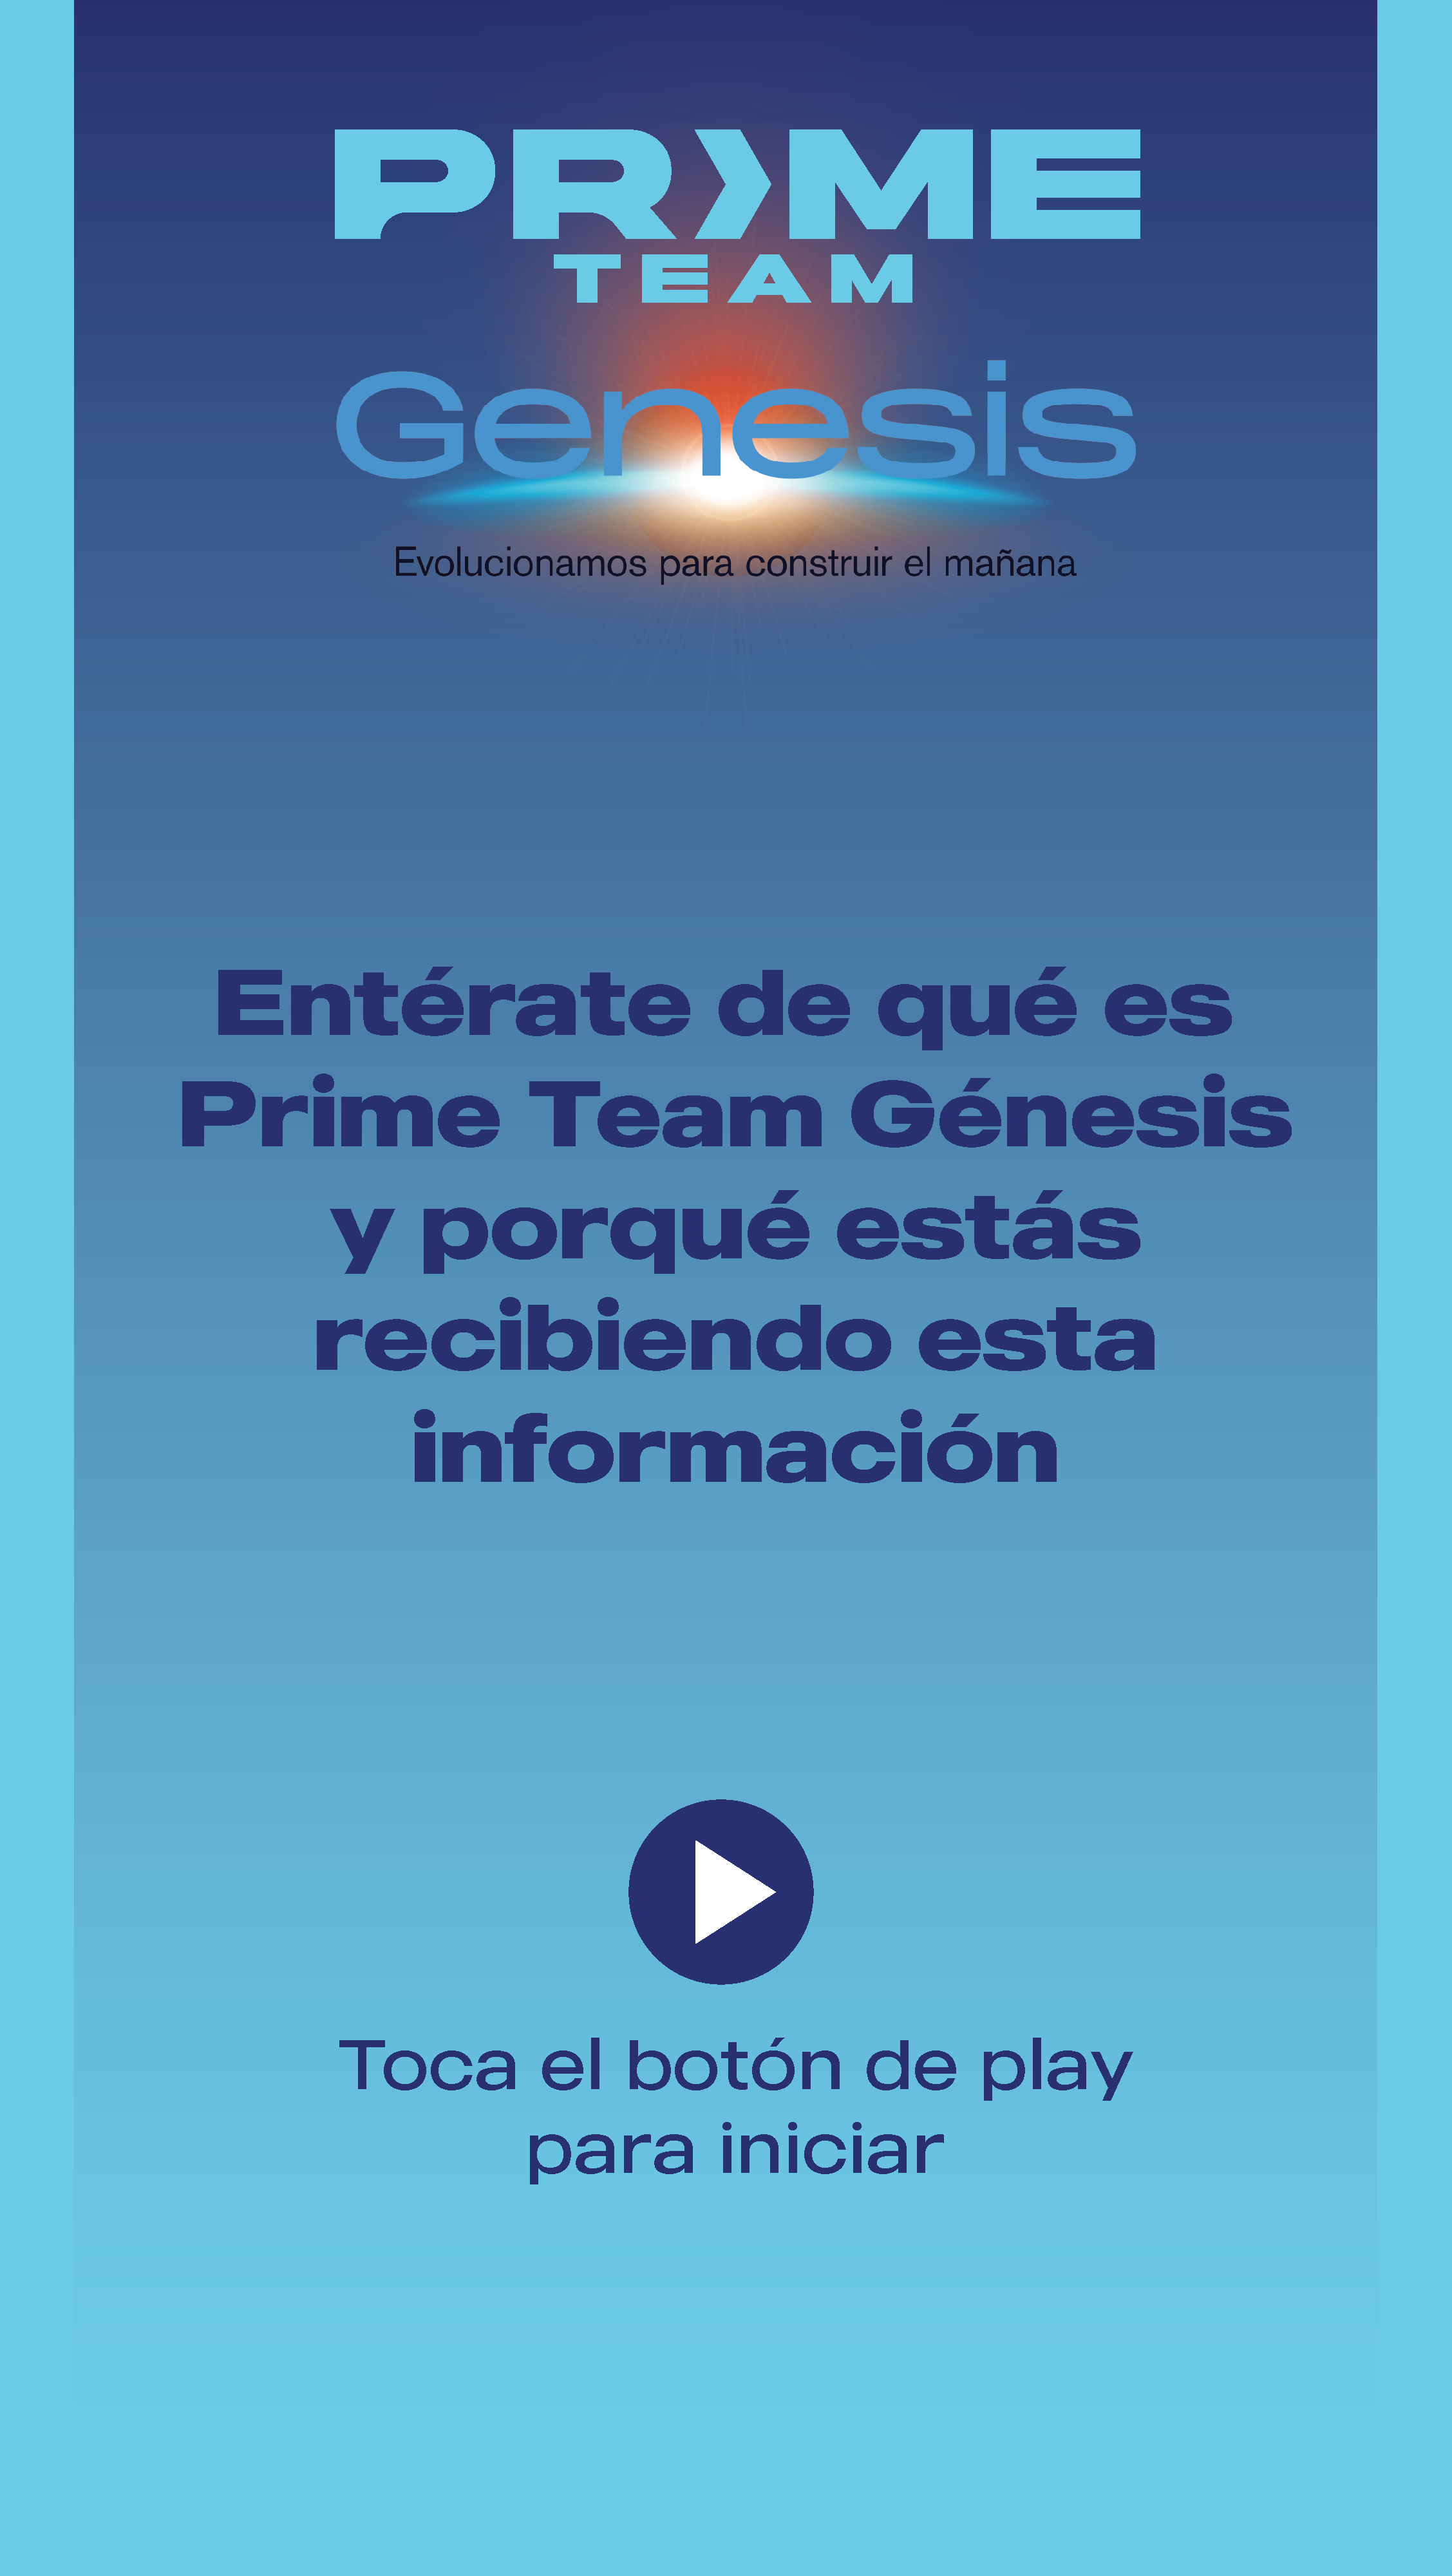 PRIME
TEAM
Genesis
Evolucionamos para construir el mañana
Entérate de qué es
Prime Team Génesis
y porqué estás
recibiendo esta
información
Toca el botón de play
para iniciar